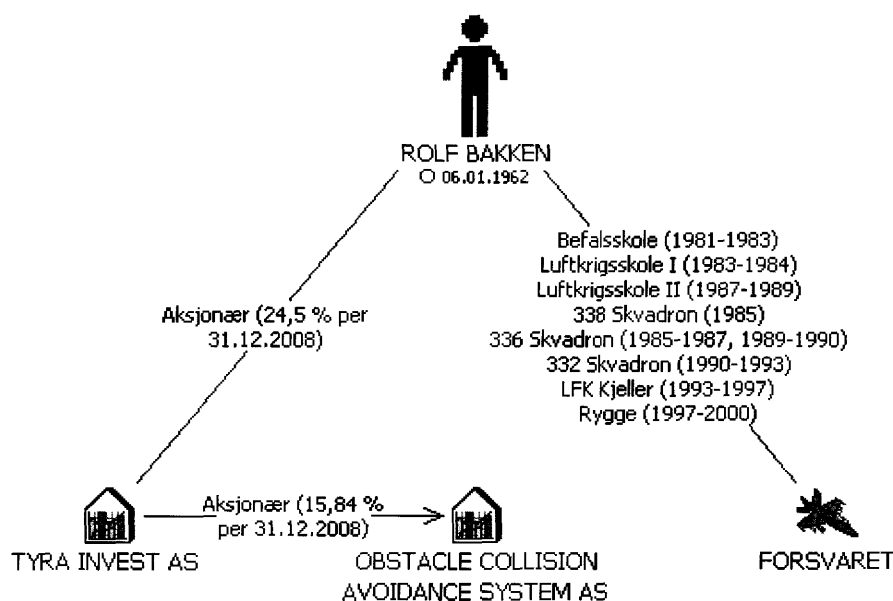 ROLF BAKKEN
06.01.1962
Befalsskole (1981-1983)
Luftkrigsskole I (1983-1984)
Luftkrigsskole II (1987-1989)
338 Skvadron (1985)
336 Skvadron (1985-1987, 1989-1990)
332 Skvadron (1990-1993)
LFK Kjeller (1993-1997)
Rygge (1997-2000)
Aksjonær (24,5 % per
31.12.2008)
Aksjonær (15,84 %
per 31.12.2008)
TYRA INVEST AS
OBSTACLE COLLISION
AVOIDANCE SYSTEM AS
FORSVARET